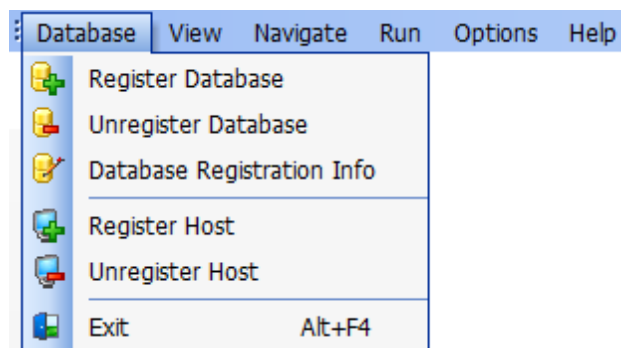 Database View Navigate Run Options Help
Register Database
Unregister Database
Database Registration Info
Register Host
Unregister Host
Exit Alt+F4